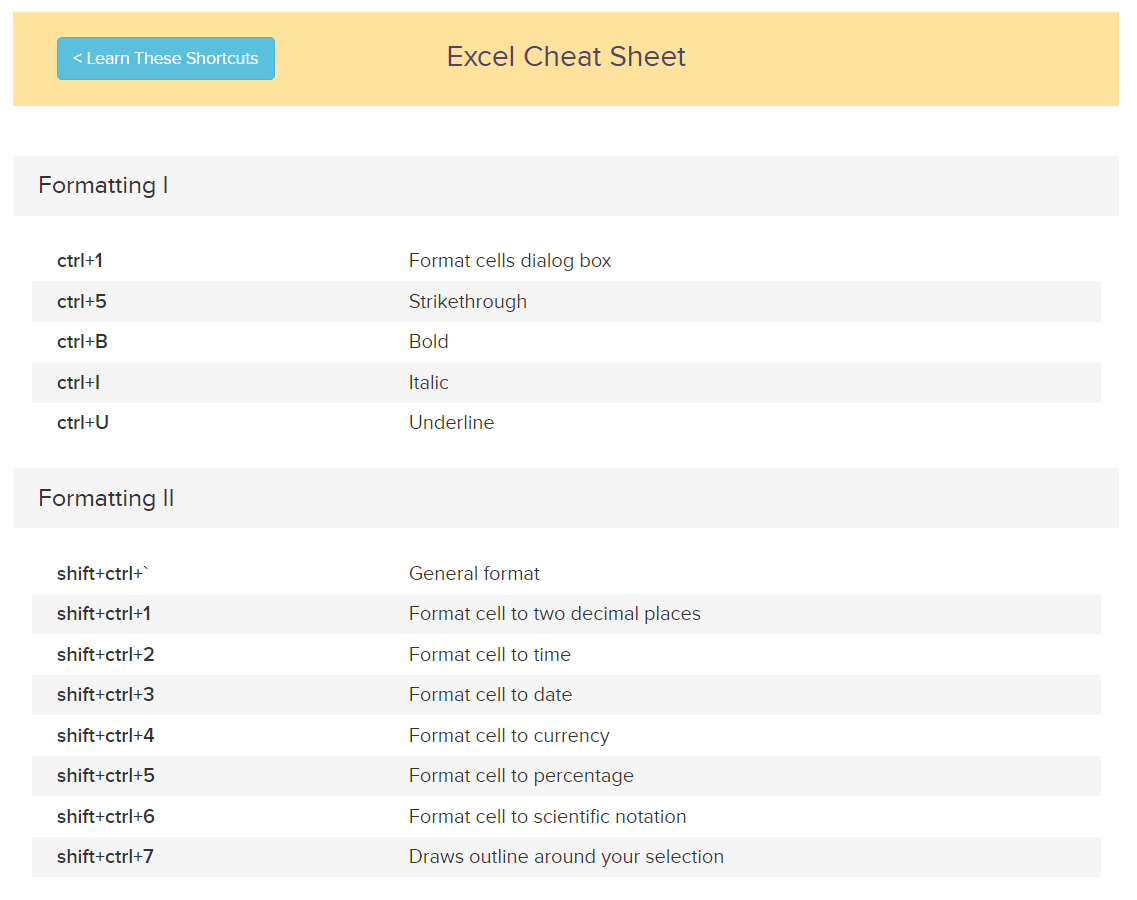 < Learn These Shortcuts
Excel Cheat Sheet
Formatting I
ctrl+1 Format cells dialog box
ctrl+5 Strikethrough
ctrl+B Bold
ctrl+I Italic
ctrl+U Underline
Formatting II
shift+ctrl+` General format
shift+ctrl+1 Format cell to two decimal places
shift+ctrl+2 Format cell to time
shift+ctrl+3 Format cell to date
shift+ctrl+4 Format cell to currency
shift+ctrl+5 Format cell to percentage
shift+ctrl+6 Format cell to scientific notation
shift+ctrl+7 Draws outline around your selection